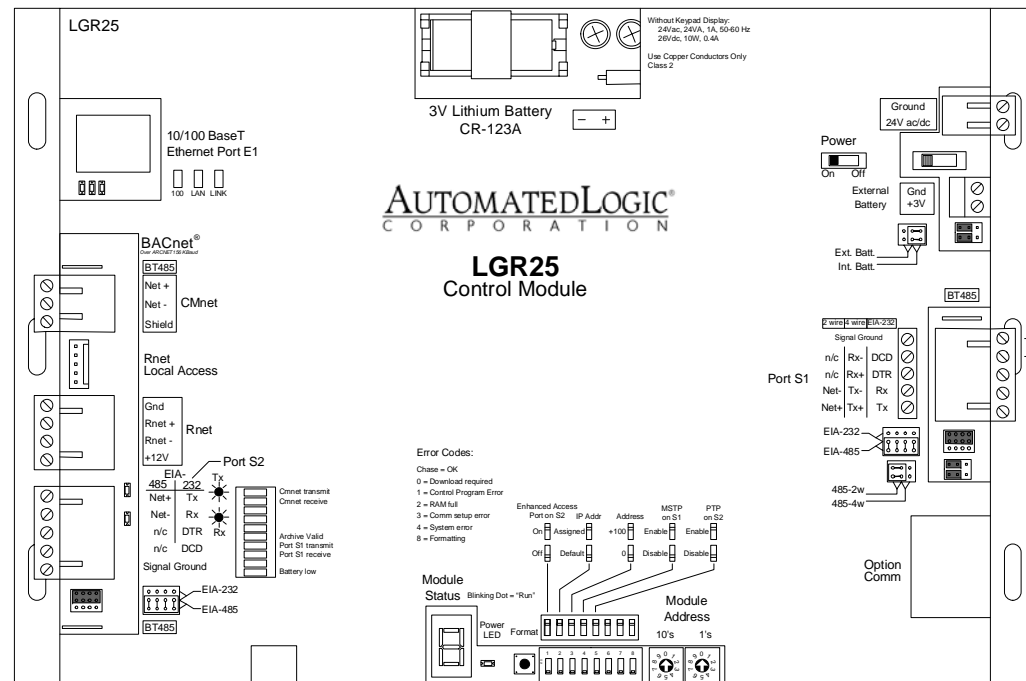 LGR25
Without Keypad Display:
24Vac, 24VA, 1A, 50-60 Hz
26Vdc, 10W, 0.4A
Use Copper Conductors Only
Class 2
3V Lithium Battery
CR-123A
- +
10/100 BaseT
Ethernet Port E1
100 LAN LINK
AUTOMATEDLOGIC®
CORPORATION
LGR25
Control Module
Ground
24V ac/dc
Power
On Off
External
Battery
Gnd
+3V
Ext. Batt.
Int. Batt.
BACnet®
Over ARCNET 156 KBaud
BT485
Net +
Net -
Shield
CMnet
Rnet
Local Access
Gnd
Rnet +
Rnet -
+12V
Rnet
Port S2
EIA-
485 232
Net+ Tx
Net- Rx
n/c DTR
n/c DCD
Signal Ground
Tx
Rx
EIA-232
EIA-485
BT485
Cmnet transmit
Cmnet receive
Archive Valid
Port S1 transmit
Port S1 receive
Battery low
BT485
2 wire 4 wire EIA-232
Signal Ground
n/c Rx- DCD
n/c Rx+ DTR
Net- Tx- Rx
Net+ Tx+ Tx
Port S1
EIA-232
EIA-485
485-2w
485-4w
Option
Comm
Error Codes:
Chase = OK
0 = Download required
1 = Control Program Error
2 = RAM full
3 = Comm setup error
4 = System error
8 = Formatting
Enhanced Access
Port on S2
On
Off
IP Addr
Assigned
Default
Address
+100
0
MSTP
on S1
Enable
Disable
PTP
on S2
Enable
Disable
Module
Status
Blinking Dot = "Run"
Power
LED
Format
1 2 3 4 5 6 7 8
Module
Address
10's 1's